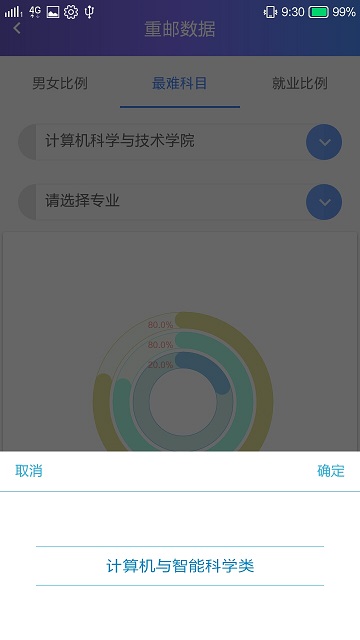 4G 9:30 99%
重邮数据
男女比例 最难科目 就业比例
计算机科学与技术学院
请选择专业
80.0%
80.0%
20.0%
取消 确定
计算机与智能科学类